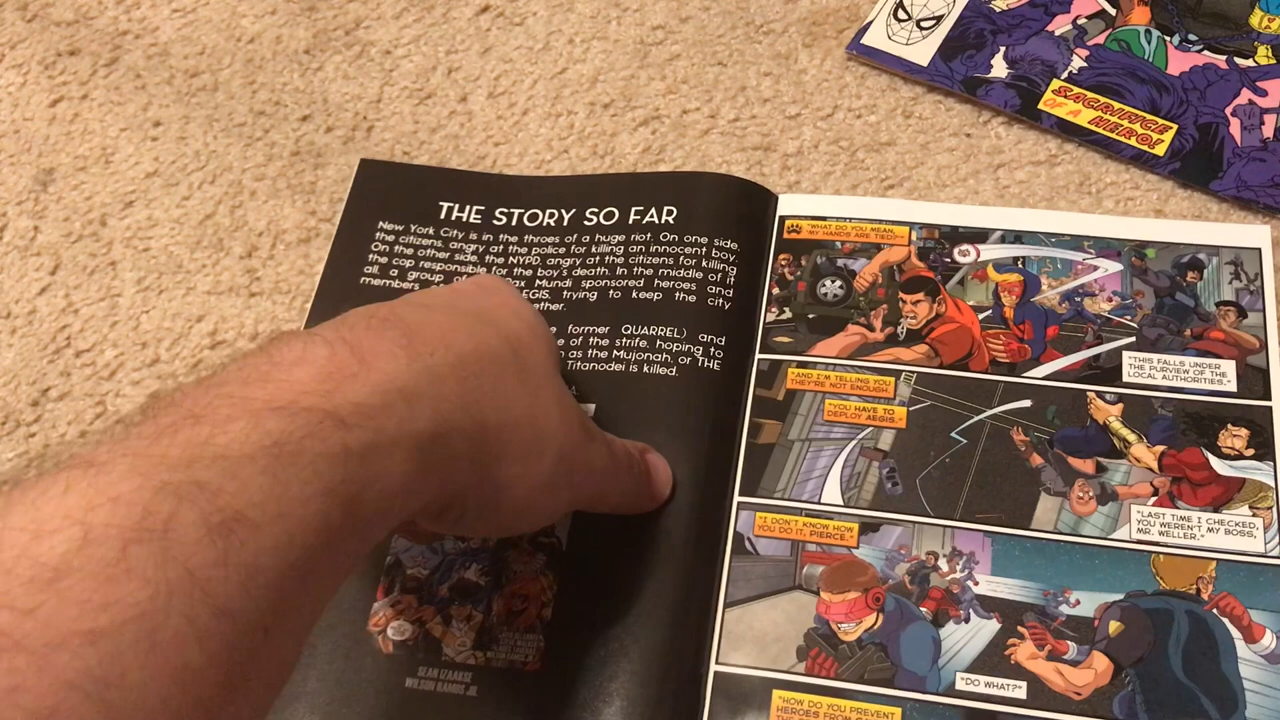 SACRIFICE
OF A HERO!
THE STORY SO FAR
New York City is in the throes of a huge riot. On one side,
the citizens, angry at the police for killing an innocent boy.
On the other side, the NYPD, angry at the citizens for killing
the cop responsible for the boy's death. In the middle of it
all, a group Pax Mundi sponsored heroes and
members AEGIS, trying to keep the city
former QUARREL) and
of the strife, hoping to
as the Mujonah, or THE
Titanodei is killed.
SEAN IZAAKSE
WILSON RAMOS JR.
"WHAT DO YOU MEAN,
'MY HANDS ARE TIED?'"
"THIS FALLS UNDER
THE PURVIEW OF THE
LOCAL AUTHORITIES."
"AND I'M TELLING YOU
THEY'RE NOT ENOUGH.
"YOU HAVE TO
DEPLOY AEGIS."
"LAST TIME I CHECKED,
YOU WEREN'T MY BOSS,
MR. WELLER."
"I DON'T KNOW HOW
YOU DO IT, PIERCE."
"DO WHAT?"
"HOW DO YOU PREVENT
HEROES FROM